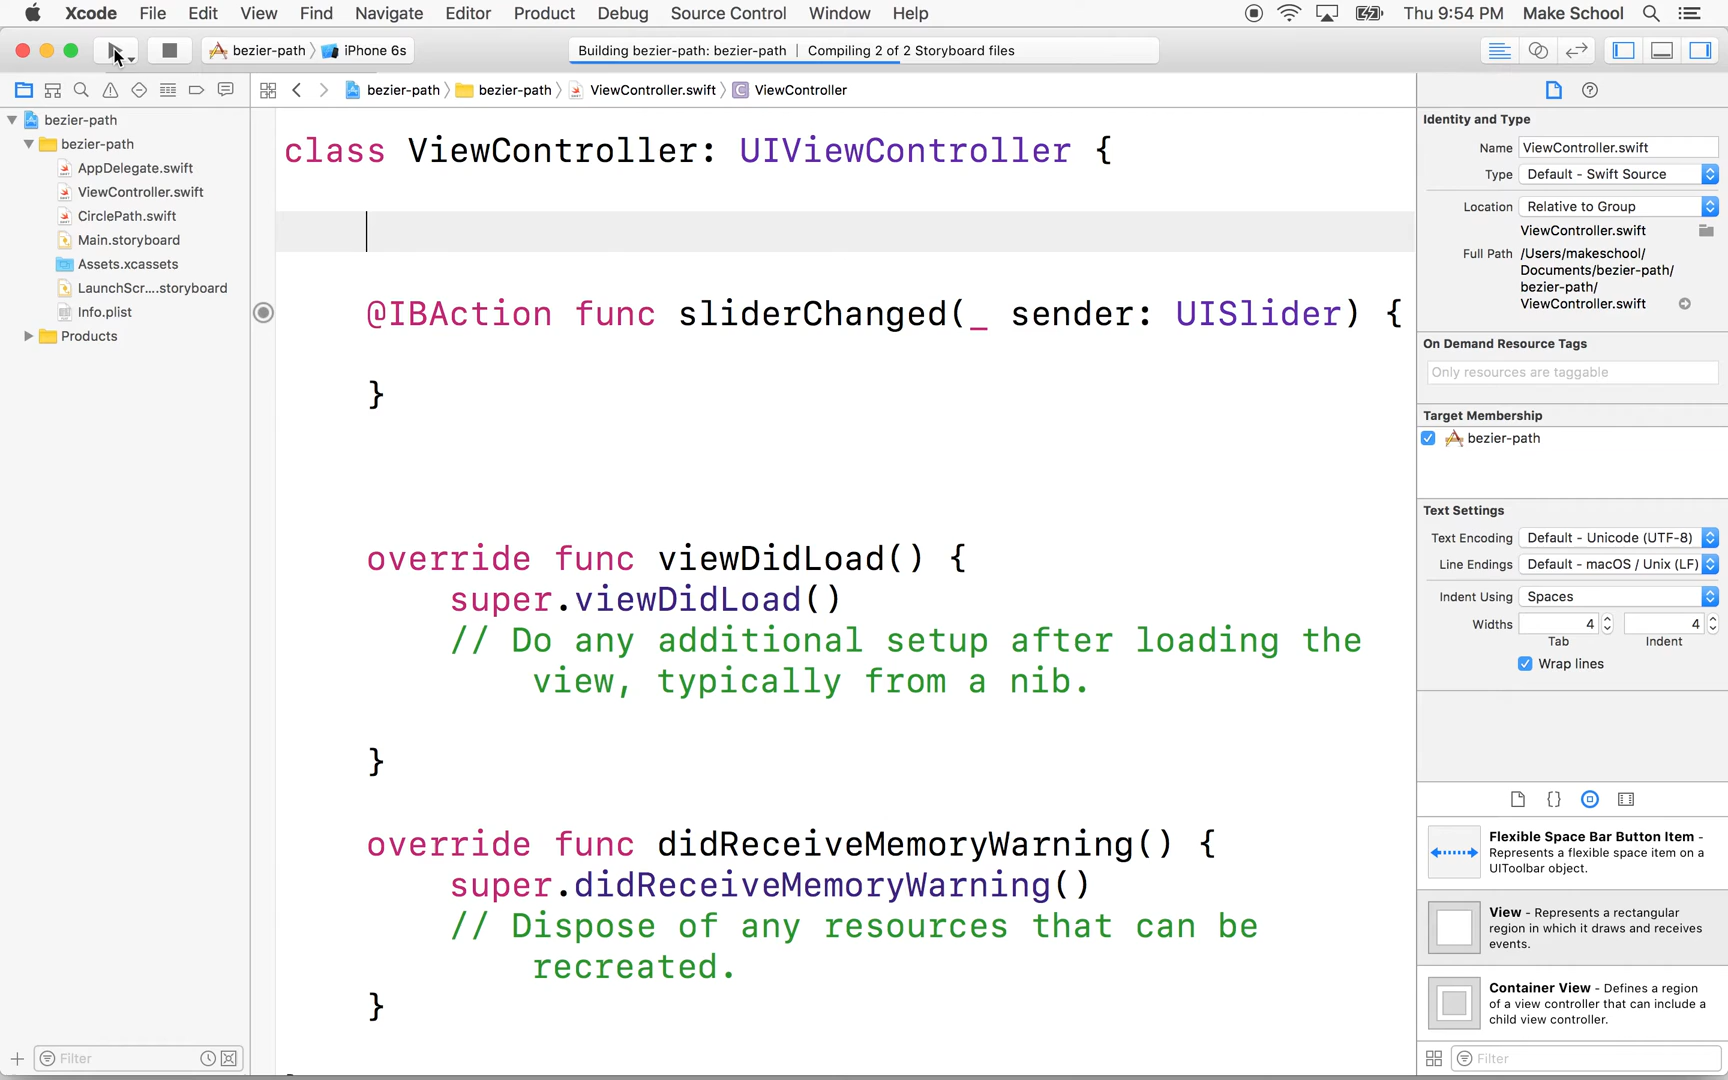 Xcode File Edit View Find Navigate Editor Product Debug Source Control Window Help Thu 9:54 PM Make School
bezier-path iPhone 6s Building bezier-path: bezier-path | Compiling 2 of 2 Storyboard files
bezier-path bezier-path ViewController.swift ViewController
bezier-path
bezier-path
AppDelegate.swift
ViewController.swift
CirclePath.swift
Main.storyboard
Assets.xcassets
LaunchScr....storyboard
Info.plist
Products
Filter
class ViewController: UIViewController {
@IBAction func sliderChanged(_ sender: UISlider) {
}
override func viewDidLoad() {
super.viewDidLoad()
// Do any additional setup after loading the
view, typically from a nib.
}
override func didReceiveMemoryWarning() {
super.didReceiveMemoryWarning()
// Dispose of any resources that can be
recreated.
}
Identity and Type
Name ViewController.swift
Type Default - Swift Source
Location Relative to Group
ViewController.swift
Full Path /Users/makeschool/
Documents/bezier-path/
bezier-path/
ViewController.swift
On Demand Resource Tags
Only resources are taggable
Target Membership
bezier-path
Text Settings
Text Encoding Default - Unicode (UTF-8)
Line Endings Default - macOS / Unix (LF)
Indent Using Spaces
Widths 4 4
Tab Indent
Wrap lines
Flexible Space Bar Button Item -
Represents a flexible space item on a
UIToolbar object.
View - Represents a rectangular
region in which it draws and receives
events.
Container View - Defines a region
of a view controller that can include a
child view controller.
Filter